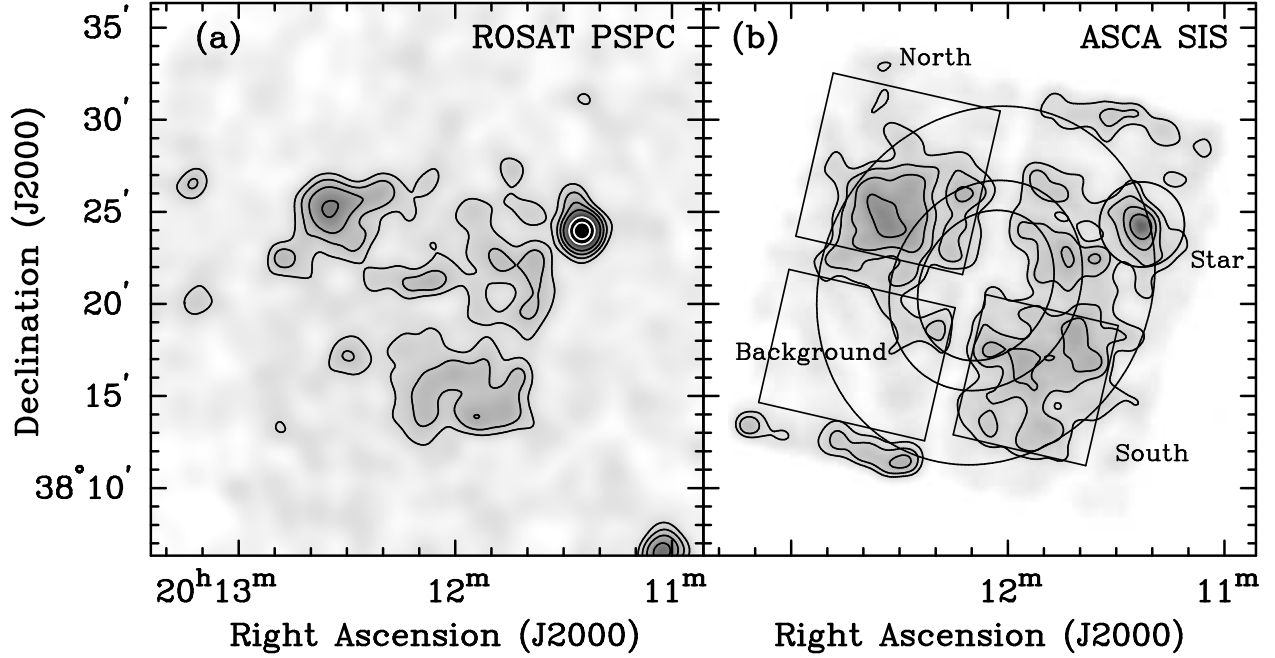 (a) ROSAT PSPC
35′
30′
25′
20′
15′
38° 10′
Declination (J2000)
20ʰ13ᵐ 12ᵐ 11ᵐ
Right Ascension (J2000)
(b) ASCA SIS
North
Star
Background
South
12ᵐ 11ᵐ
Right Ascension (J2000)